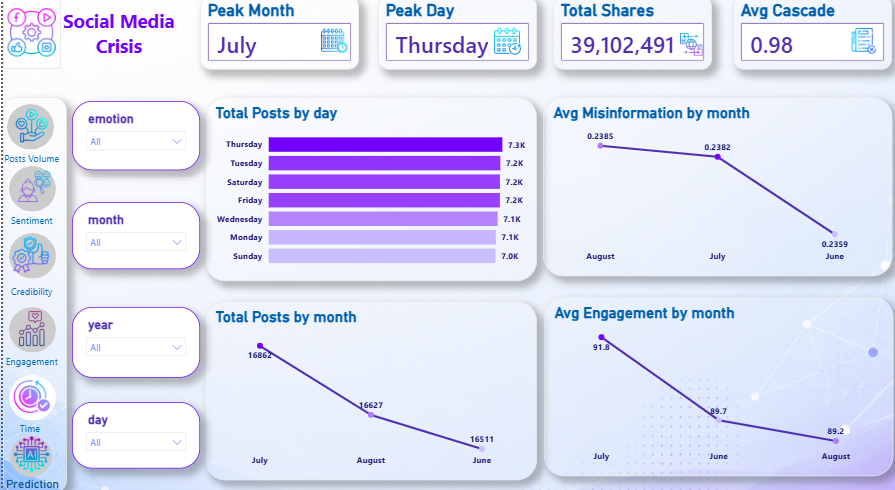 Social Media
Crisis
Peak Month
July
Peak Day
Thursday
Total Shares
39,102,491
Avg Cascade
0.98
Posts Volume
Sentiment
Credibility
Engagement
Time
AI
Prediction
emotion
All
month
All
year
All
day
All
Total Posts by day
Thursday 7.3K
Tuesday 7.2K
Saturday 7.2K
Friday 7.2K
Wednesday 7.1K
Monday 7.1K
Sunday 7.0K
Avg Misinformation by month
0.2385
0.2382
0.2359
August July June
Total Posts by month
16862
16627
16511
July August June
Avg Engagement by month
91.8
89.7
89.2
July June August